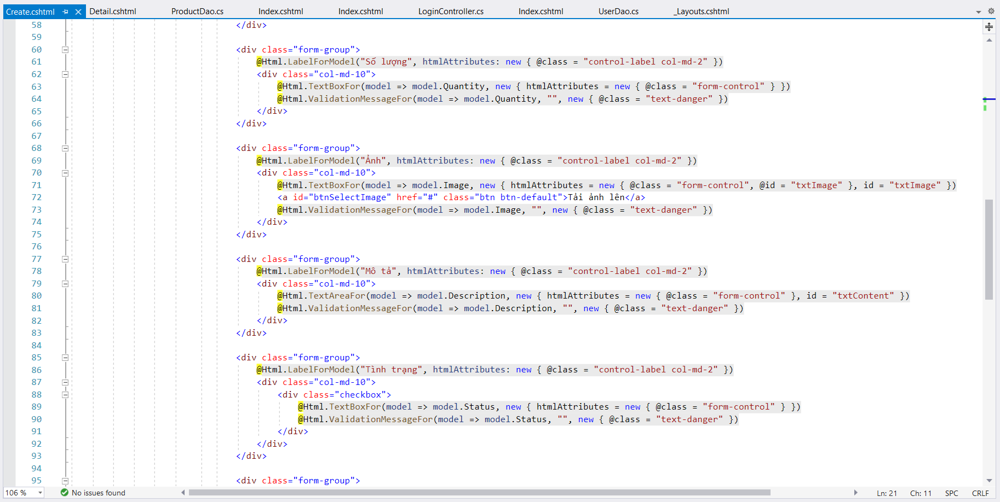 Create.cshtml Detail.cshtml ProductDao.cs Index.cshtml Index.cshtml LoginController.cs Index.cshtml UserDao.cs _Layouts.cshtml
58 </div>
59
60 <div class="form-group">
61 @Html.LabelForModel("Số lượng", htmlAttributes: new { @class = "control-label col-md-2" })
62 <div class="col-md-10">
63 @Html.TextBoxFor(model => model.Quantity, new { htmlAttributes = new { @class = "form-control" } })
64 @Html.ValidationMessageFor(model => model.Quantity, "", new { @class = "text-danger" })
65 </div>
66 </div>
67
68 <div class="form-group">
69 @Html.LabelForModel("Ảnh", htmlAttributes: new { @class = "control-label col-md-2" })
70 <div class="col-md-10">
71 @Html.TextBoxFor(model => model.Image, new { htmlAttributes = new { @class = "form-control", @id = "txtImage" }, id = "txtImage" })
72 <a id="btnSelectImage" href="#" class="btn btn-default">Tải ảnh lên</a>
73 @Html.ValidationMessageFor(model => model.Image, "", new { @class = "text-danger" })
74 </div>
75 </div>
76
77 <div class="form-group">
78 @Html.LabelForModel("Mô tả", htmlAttributes: new { @class = "control-label col-md-2" })
79 <div class="col-md-10">
80 @Html.TextAreaFor(model => model.Description, new { htmlAttributes = new { @class = "form-control" }, id = "txtContent" })
81 @Html.ValidationMessageFor(model => model.Description, "", new { @class = "text-danger" })
82 </div>
83 </div>
84
85 <div class="form-group">
86 @Html.LabelForModel("Tình trạng", htmlAttributes: new { @class = "control-label col-md-2" })
87 <div class="col-md-10">
88 <div class="checkbox">
89 @Html.TextBoxFor(model => model.Status, new { htmlAttributes = new { @class = "form-control" } })
90 @Html.ValidationMessageFor(model => model.Status, "", new { @class = "text-danger" })
91 </div>
92 </div>
93 </div>
94
95 <div class="form-group">
106 % No issues found Ln: 21 Ch: 11 SPC CRLF